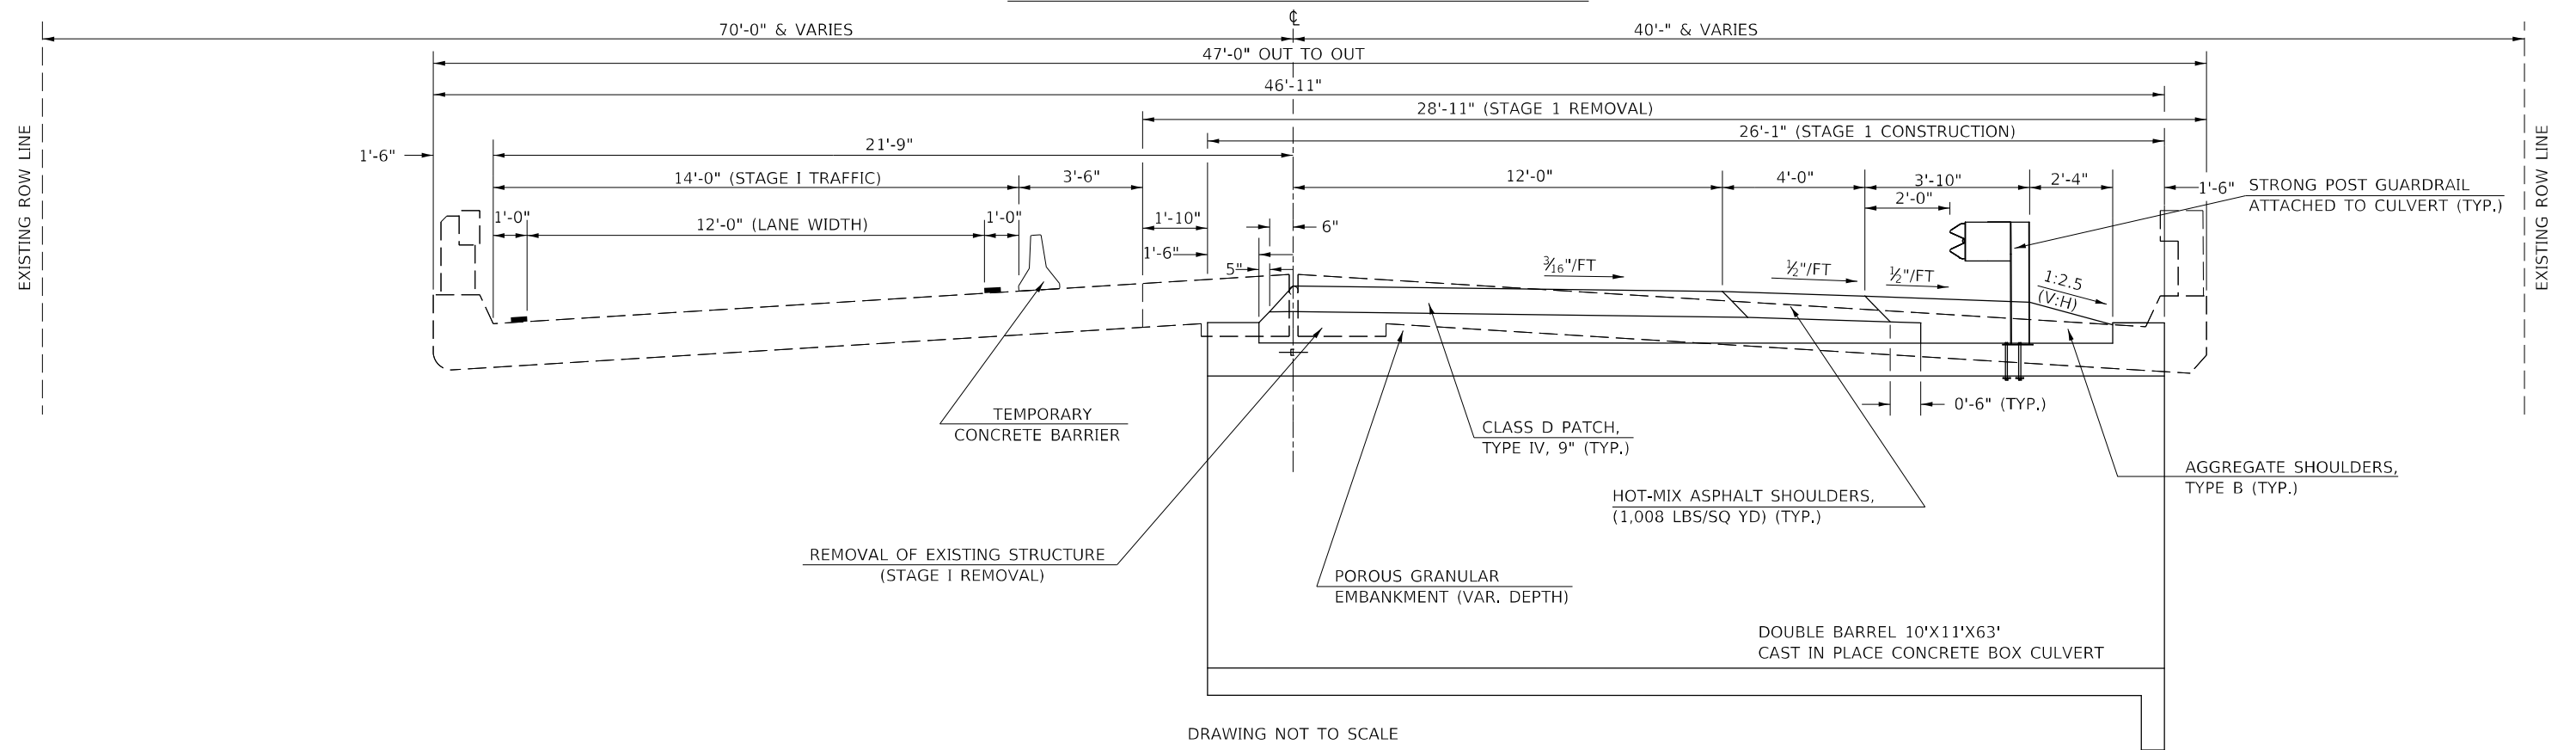 ℄
70'-0" & VARIES
40'-" & VARIES
47'-0" OUT TO OUT
46'-11"
28'-11" (STAGE 1 REMOVAL)
26'-1" (STAGE 1 CONSTRUCTION)
EXISTING ROW LINE
EXISTING ROW LINE
1'-6"
21'-9"
14'-0" (STAGE I TRAFFIC)
3'-6"
12'-0"
4'-0"
3'-10"
2'-4"
1'-6"
STRONG POST GUARDRAIL
ATTACHED TO CULVERT (TYP.)
2'-0"
1'-0"
12'-0" (LANE WIDTH)
1'-0"
1'-10"
6"
1'-6"
5"
3/16"/FT
½"/FT
½"/FT
1:2.5
(V:H)
TEMPORARY
CONCRETE BARRIER
0'-6" (TYP.)
CLASS D PATCH,
TYPE IV, 9" (TYP.)
AGGREGATE SHOULDERS,
TYPE B (TYP.)
HOT-MIX ASPHALT SHOULDERS,
(1,008 LBS/SQ YD) (TYP.)
REMOVAL OF EXISTING STRUCTURE
(STAGE I REMOVAL)
POROUS GRANULAR
EMBANKMENT (VAR. DEPTH)
DOUBLE BARREL 10'X11'X63'
CAST IN PLACE CONCRETE BOX CULVERT
DRAWING NOT TO SCALE